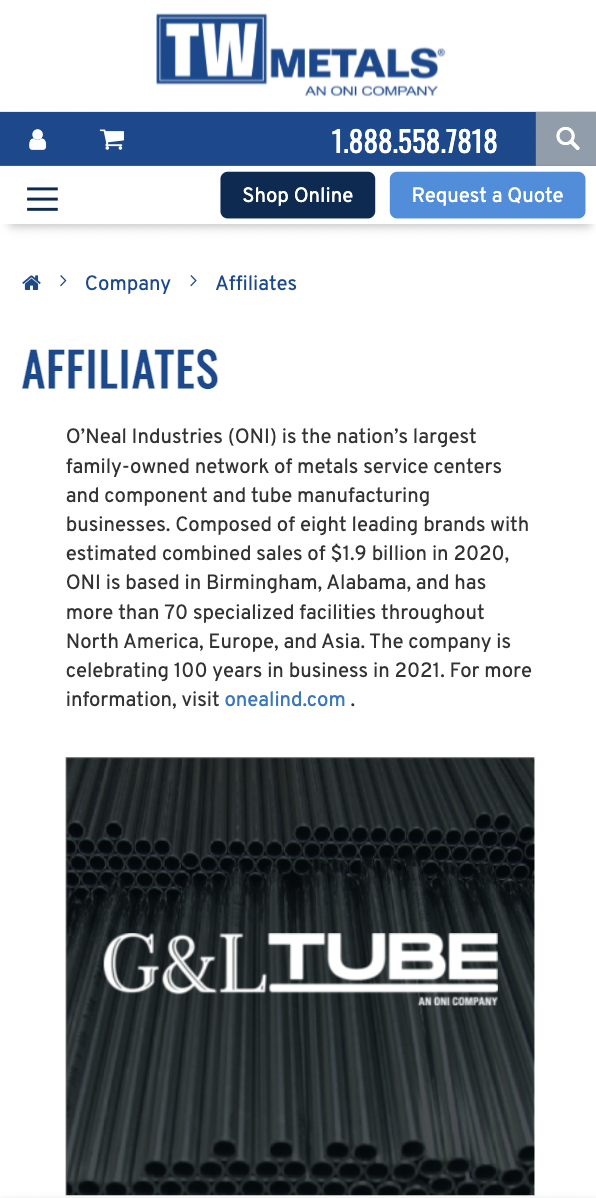 TW METALS®
AN ONI COMPANY
1.888.558.7818
Shop Online
Request a Quote
Company
Affiliates
AFFILIATES
O’Neal Industries (ONI) is the nation’s largest
family-owned network of metals service centers
and component and tube manufacturing
businesses. Composed of eight leading brands with
estimated combined sales of $1.9 billion in 2020,
ONI is based in Birmingham, Alabama, and has
more than 70 specialized facilities throughout
North America, Europe, and Asia. The company is
celebrating 100 years in business in 2021. For more
information, visit onealind.com .
G&L TUBE
AN ONI COMPANY